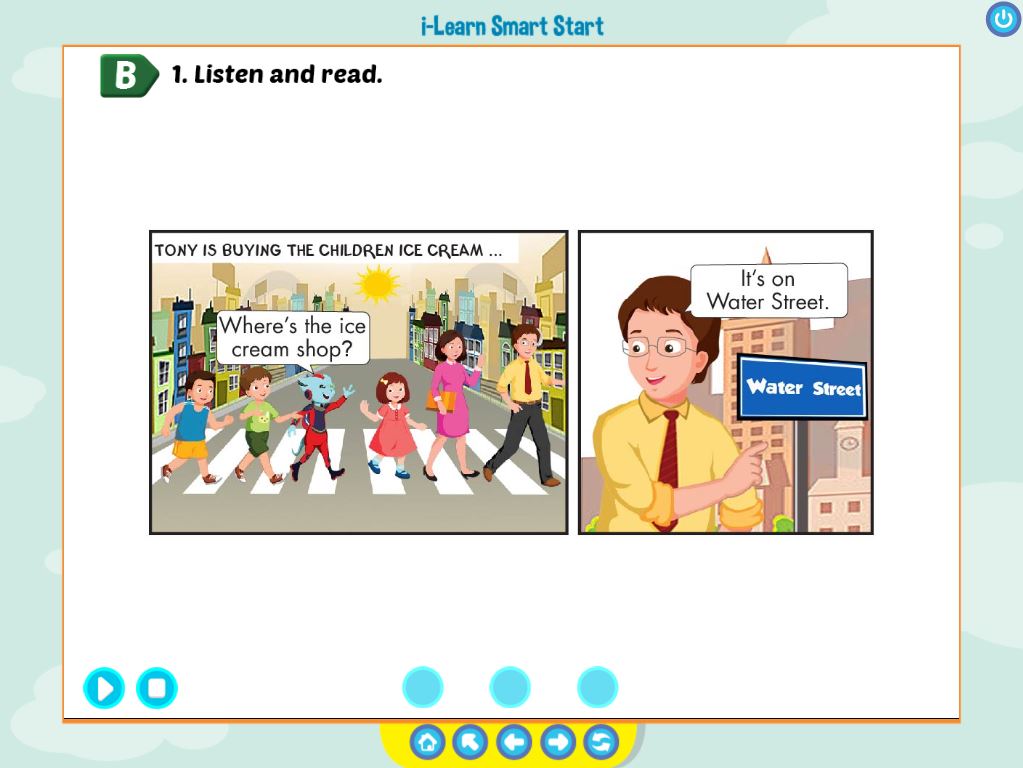 i-Learn Smart Start
B
1. Listen and read.
TONY IS BUYING THE CHILDREN ICE CREAM ...
Where's the ice
cream shop?
It's on
Water Street.
Water Street